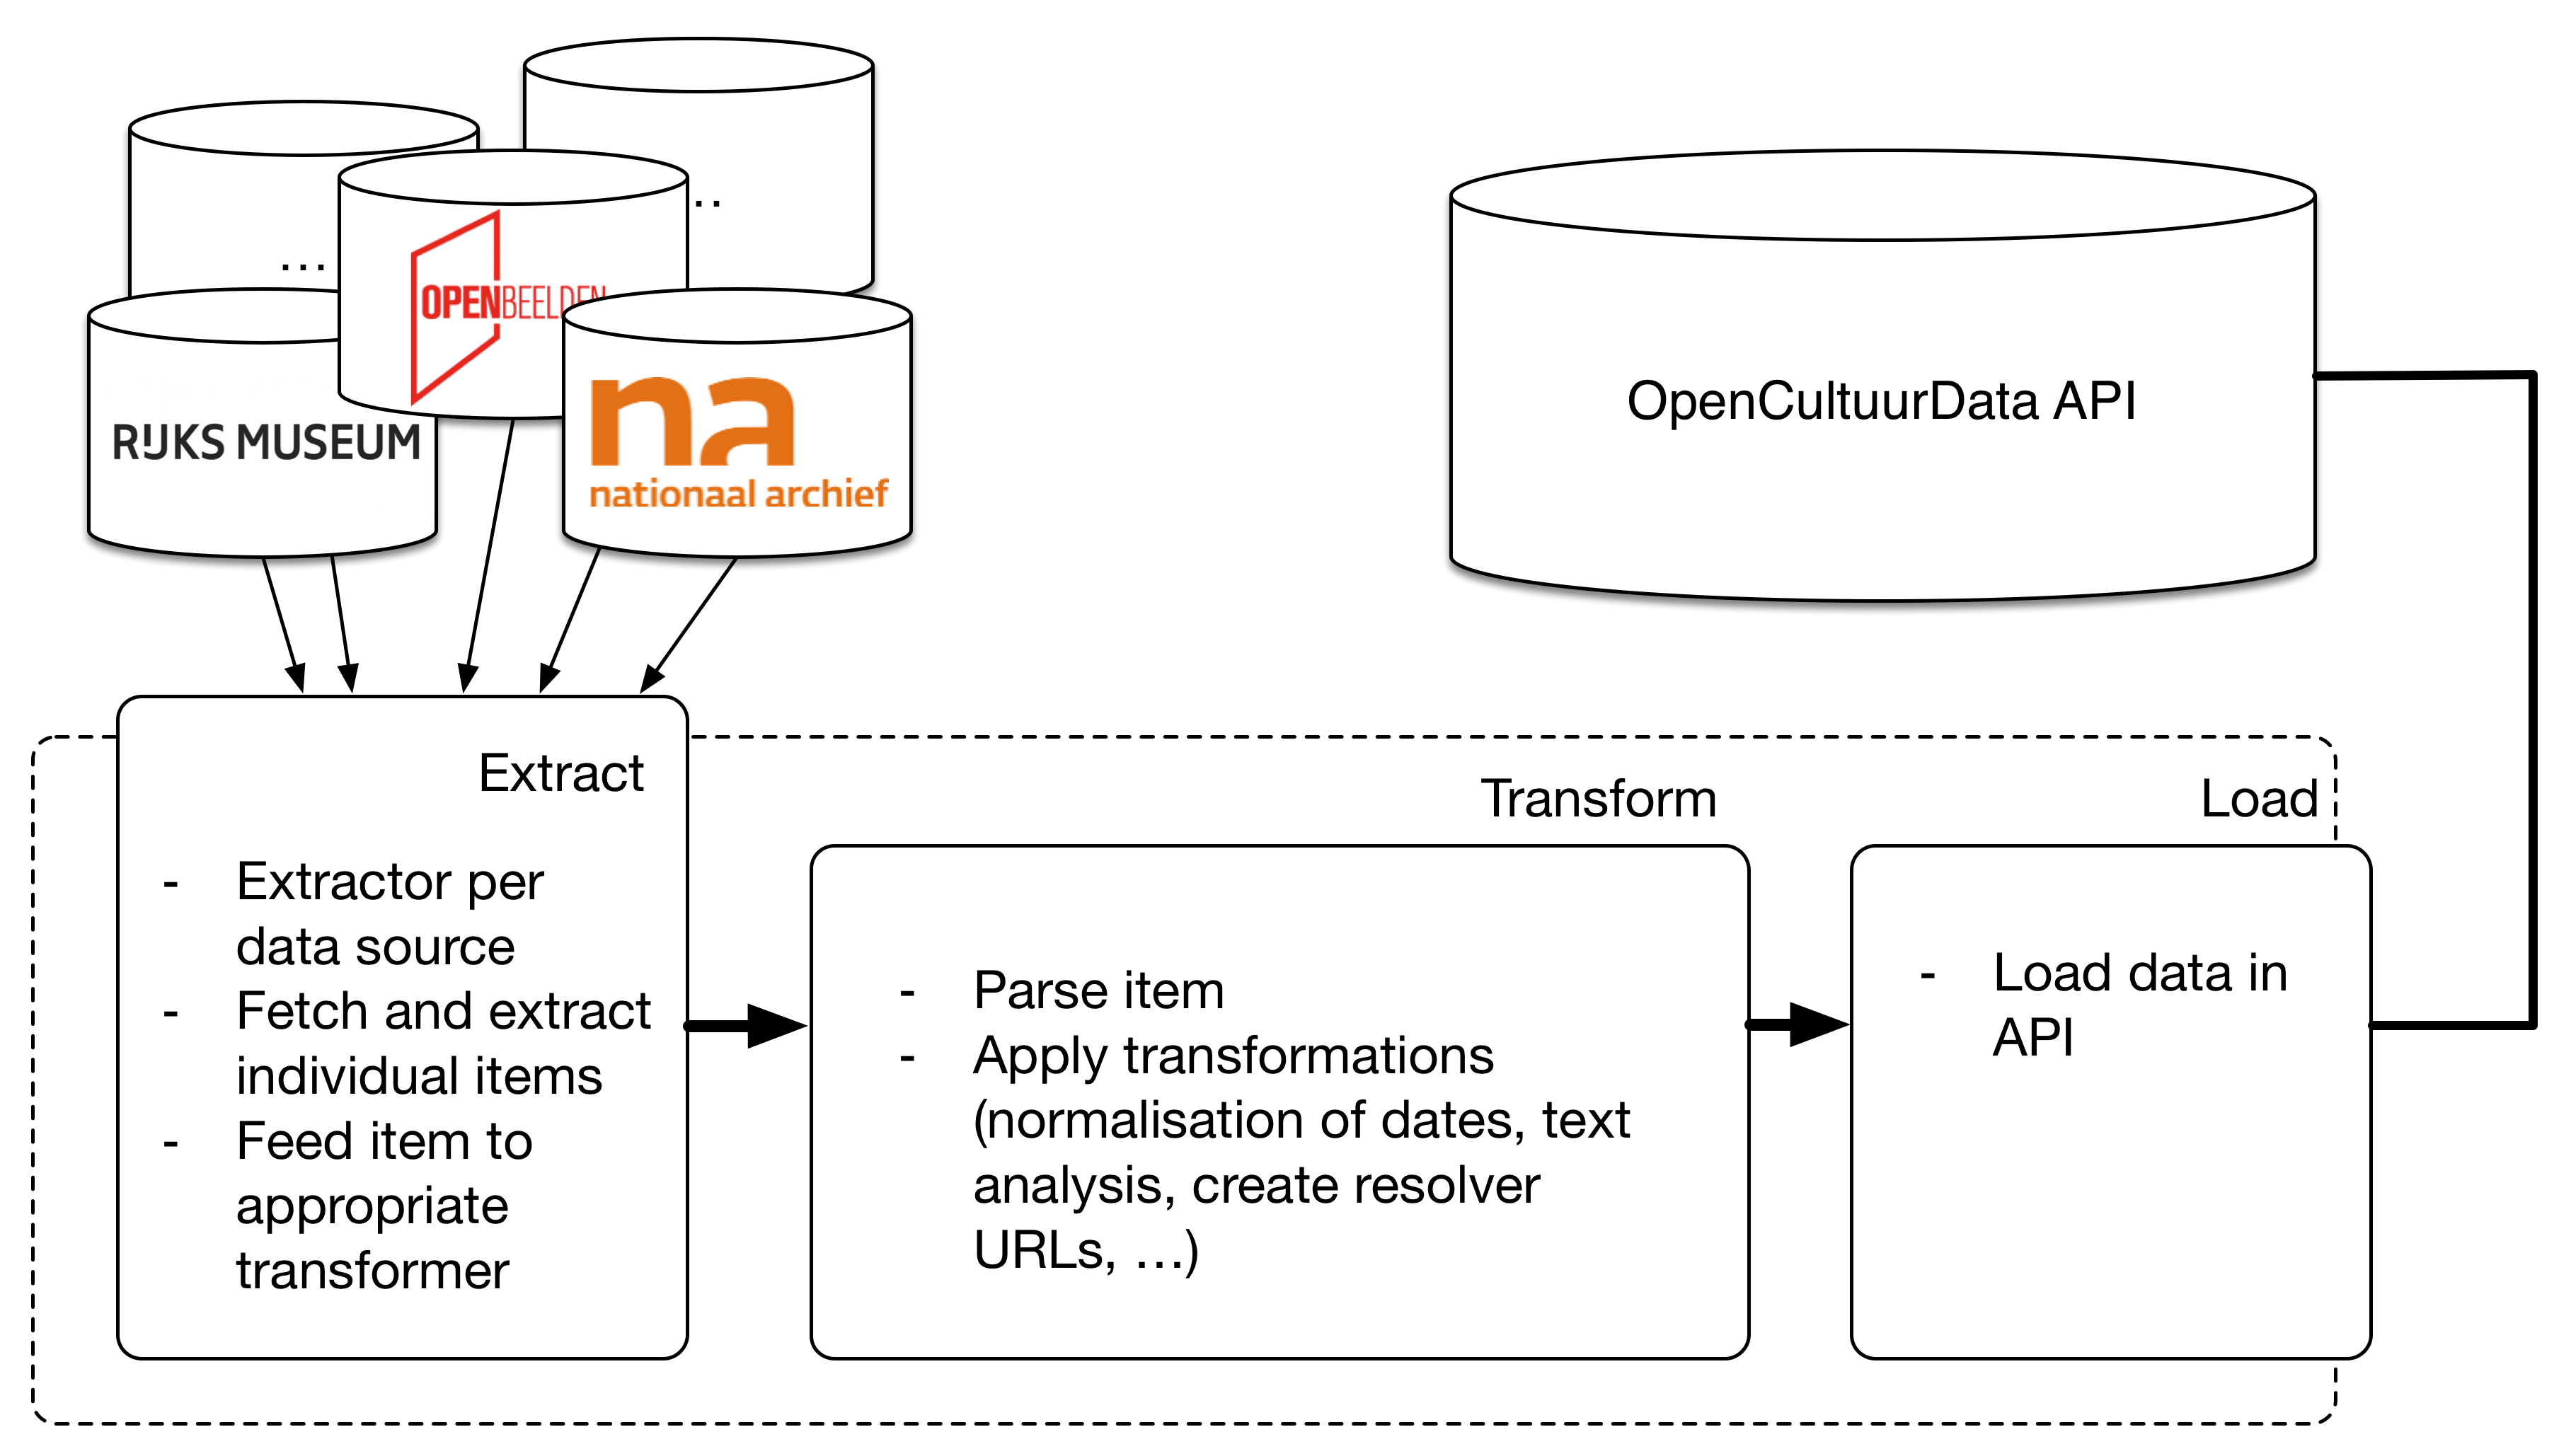 ..
...
OPENBEELDEN
RIJKS MUSEUM
na
nationaal archief
OpenCultuurData API
Extract
- Extractor per
data source
- Fetch and extract
individual items
- Feed item to
appropriate
transformer
Transform
- Parse item
- Apply transformations
(normalisation of dates, text
analysis, create resolver
URLs, …)
Load
- Load data in
API